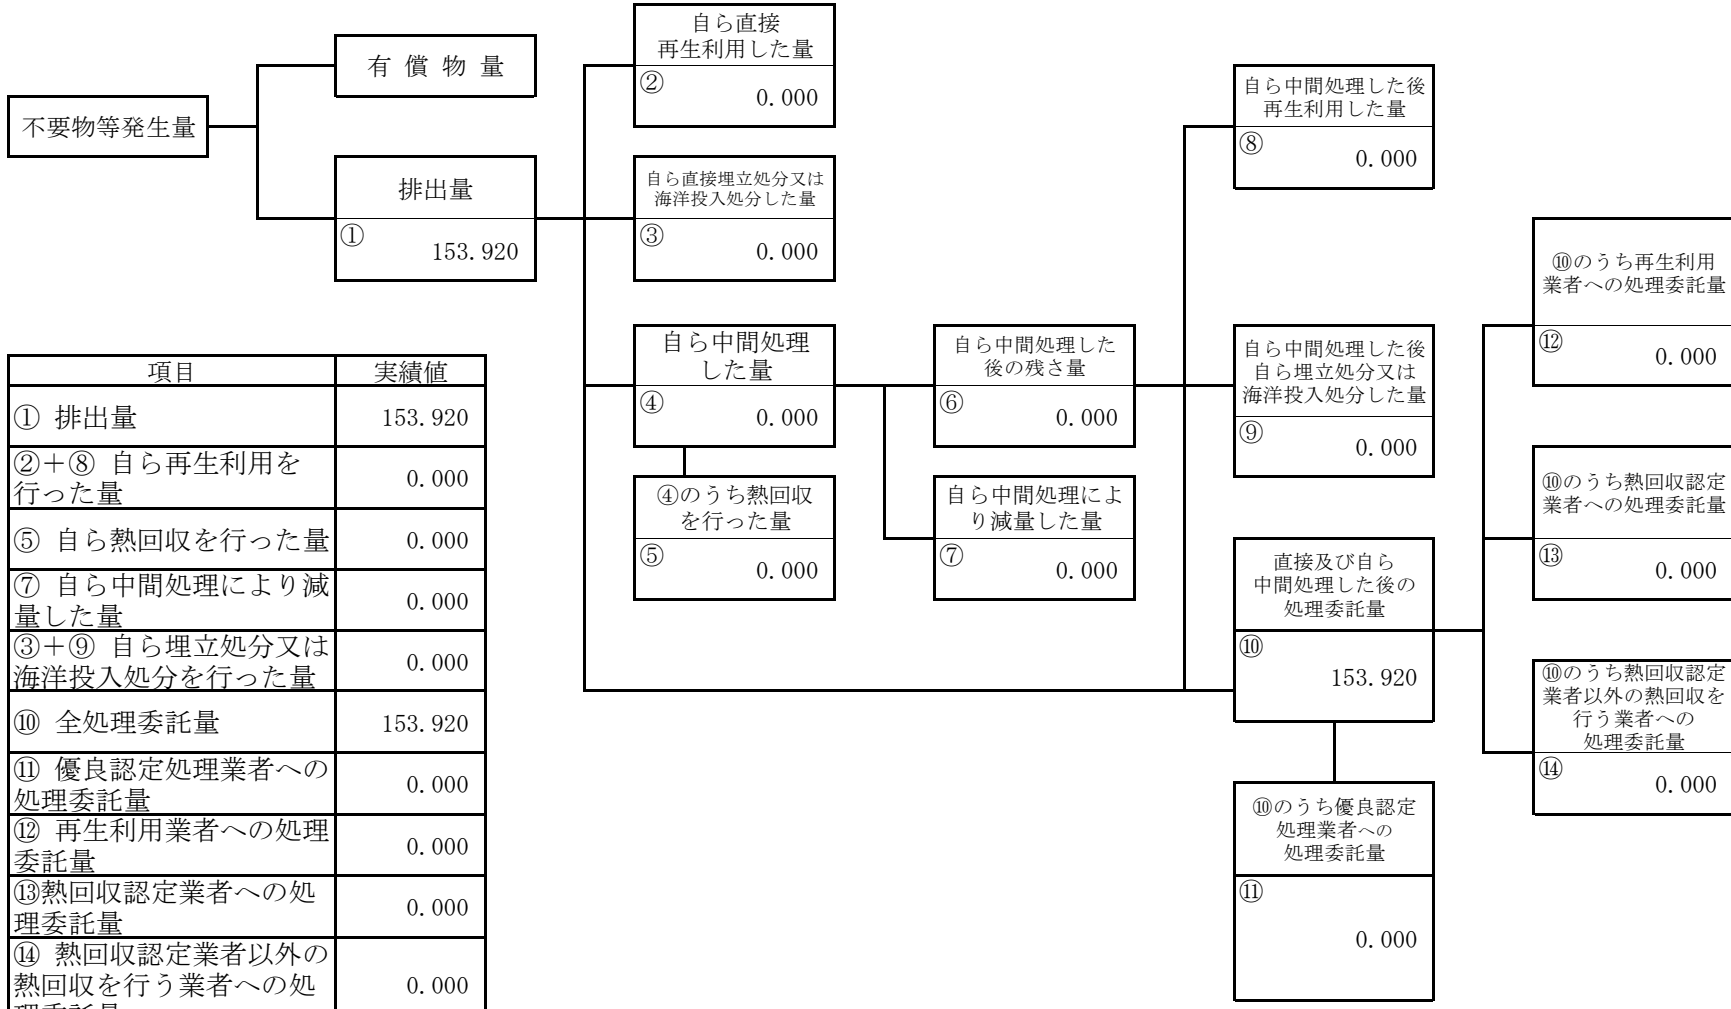 不要物等発生量
有 償 物 量
排出量
①
153.920
自ら直接
再生利用した量
②
0.000
自ら直接埋立処分又は
海洋投入処分した量
③
0.000
自ら中間処理
した量
④
0.000
④のうち熱回収
を行った量
⑤
0.000
自ら中間処理した
後の残さ量
⑥
0.000
自ら中間処理によ
り減量した量
⑦
0.000
自ら中間処理した後
再生利用した量
⑧
0.000
自ら中間処理した後
自ら埋立処分又は
海洋投入処分した量
⑨
0.000
直接及び自ら
中間処理した後の
処理委託量
⑩
153.920
⑩のうち優良認定
処理業者への
処理委託量
⑪
0.000
⑩のうち再生利用
業者への処理委託量
⑫
0.000
⑩のうち熱回収認定
業者への処理委託量
⑬
0.000
⑩のうち熱回収認定
業者以外の熱回収を
行う業者への
処理委託量
⑭
0.000
項目 実績値
① 排出量 153.920
②＋⑧ 自ら再生利用を
行った量 0.000
⑤ 自ら熱回収を行った量 0.000
⑦ 自ら中間処理により減
量した量 0.000
③＋⑨ 自ら埋立処分又は
海洋投入処分を行った量 0.000
⑩ 全処理委託量 153.920
⑪ 優良認定処理業者への
処理委託量 0.000
⑫ 再生利用業者への処理
委託量 0.000
⑬熱回収認定業者への処
理委託量 0.000
⑭ 熱回収認定業者以外の
熱回収を行う業者への処 0.000